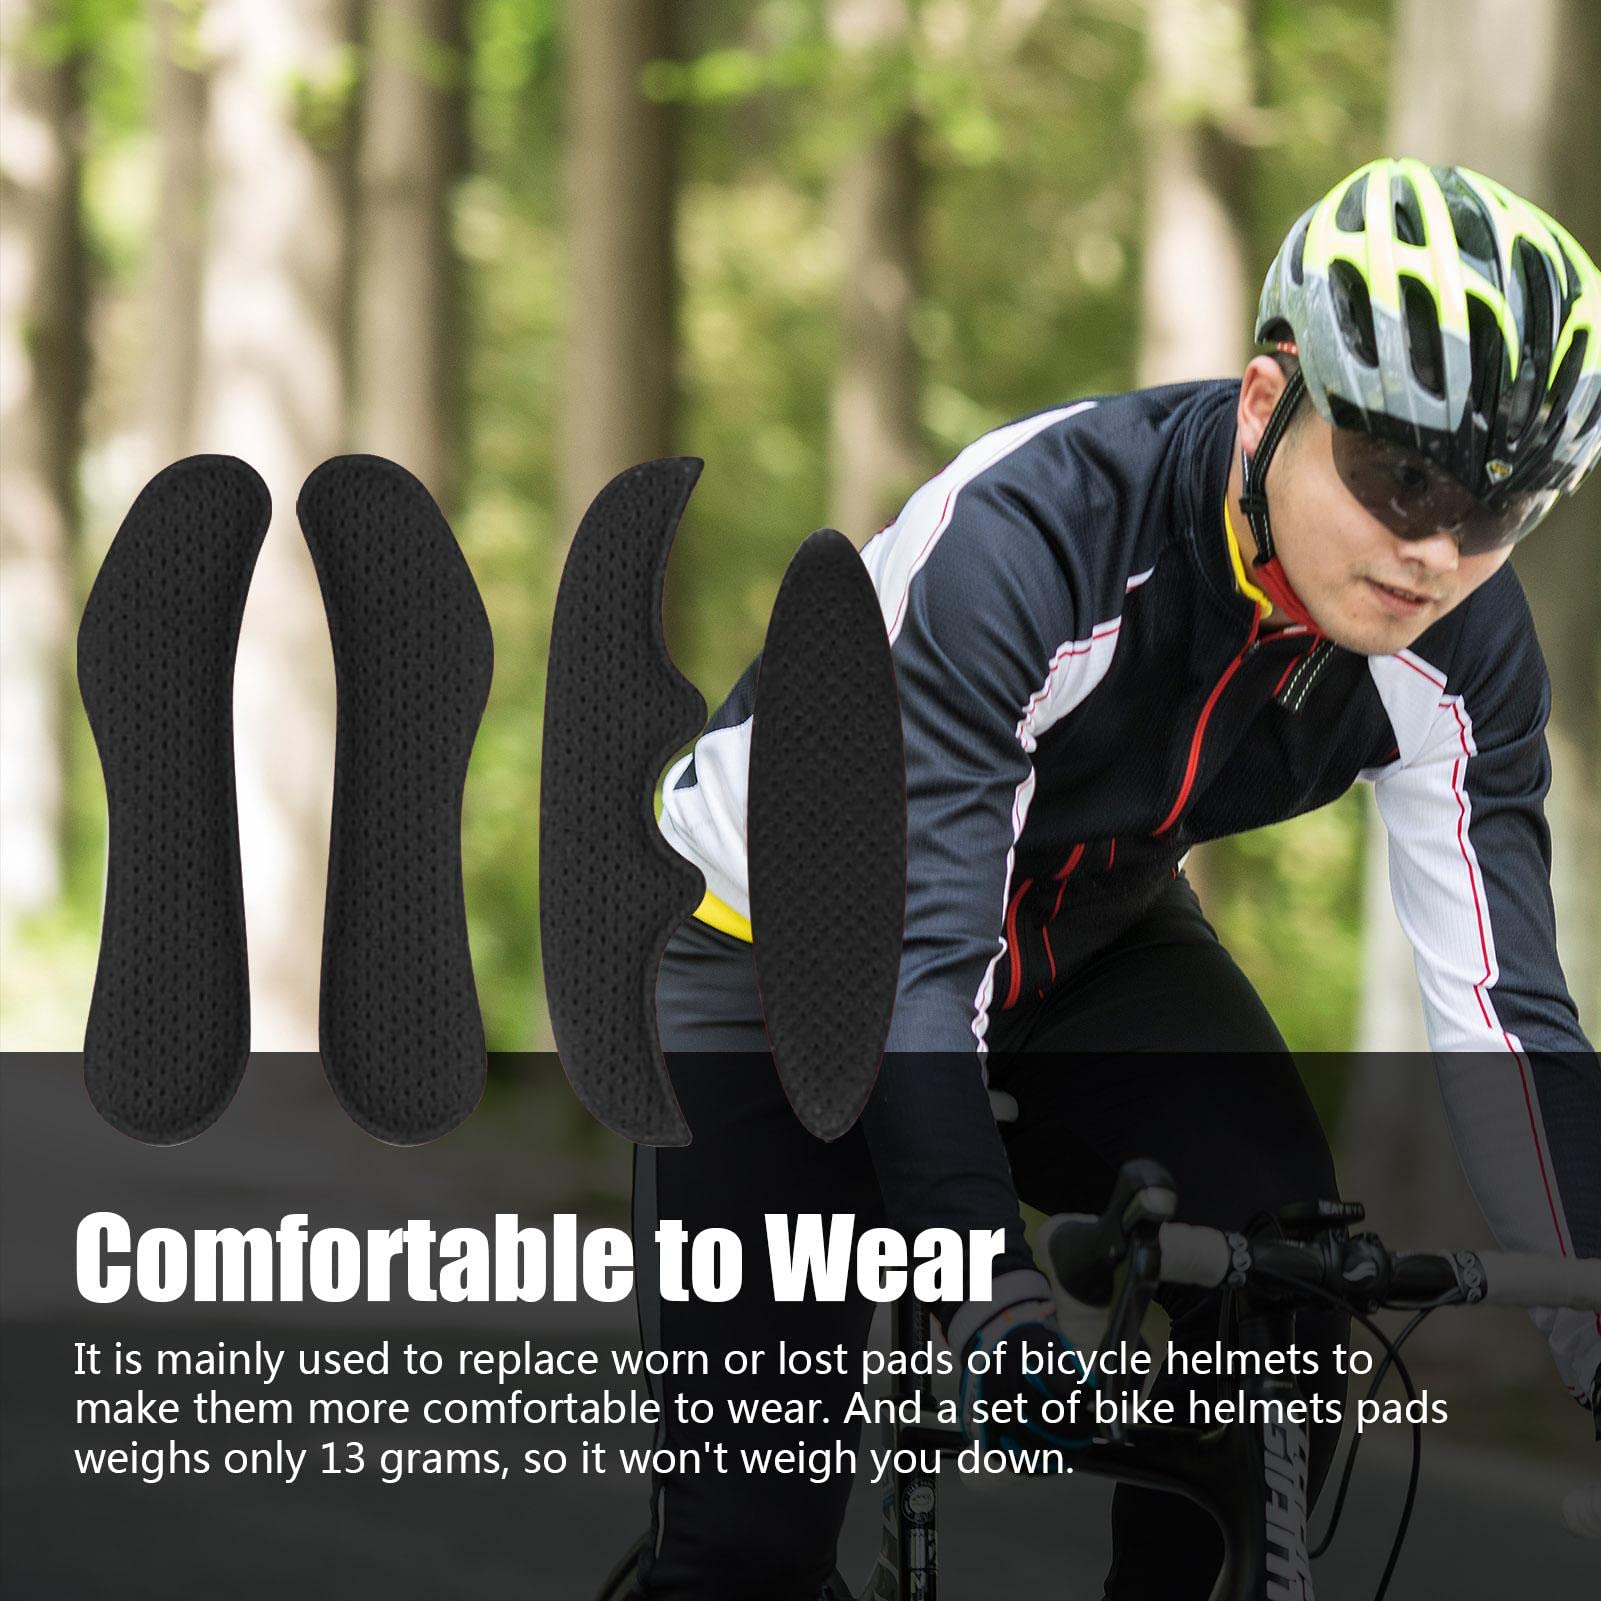 Comfortable to Wear
It is mainly used to replace worn or lost pads of bicycle helmets to
make them more comfortable to wear. And a set of bike helmets pads
weighs only 13 grams, so it won't weigh you down.